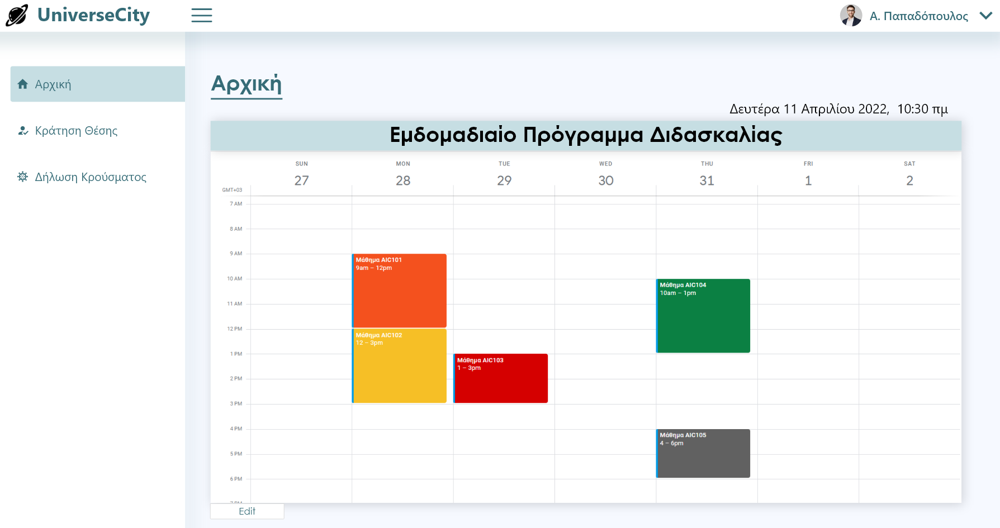 UniverseCity
Α. Παπαδόπουλος
Αρχική
Κράτηση Θέσης
Δήλωση Κρούσματος
Αρχική
Δευτέρα 11 Απριλίου 2022, 10:30 πμ
Εμδομαδιαίο Πρόγραμμα Διδασκαλίας
SUN MON TUE WED THU FRI SAT
27 28 29 30 31 1 2
GMT+03
7 AM
8 AM
9 AM
Μάθημα AIC101
9am – 12pm
10 AM
Μάθημα AIC104
10am – 1pm
11 AM
12 PM
Μάθημα AIC102
12 – 3pm
1 PM
Μάθημα AIC103
1 – 3pm
2 PM
3 PM
4 PM
Μάθημα AIC105
4 – 6pm
5 PM
6 PM
7 PM
Edit